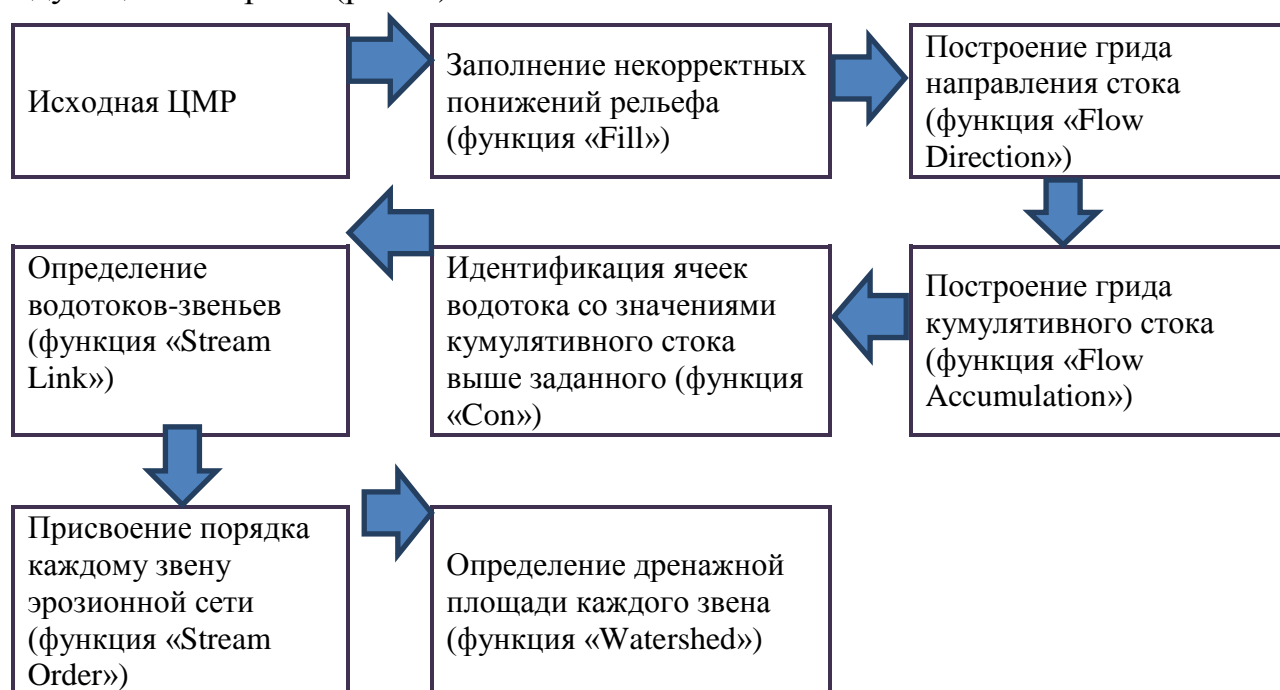 Исходная ЦМР
Заполнение некорректных
понижений рельефа
(функция «Fill»)
Построение грида
направления стока
(функция «Flow
Direction»)
Построение грида
кумулятивного стока
(функция «Flow
Accumulation»)
Идентификация ячеек
водотока со значениями
кумулятивного стока
выше заданного (функция
«Con»)
Определение
водотоков-звеньев
(функция «Stream
Link»)
Присвоение порядка
каждому звену
эрозионной сети
(функция «Stream
Order»)
Определение дренажной
площади каждого звена
(функция «Watershed»)